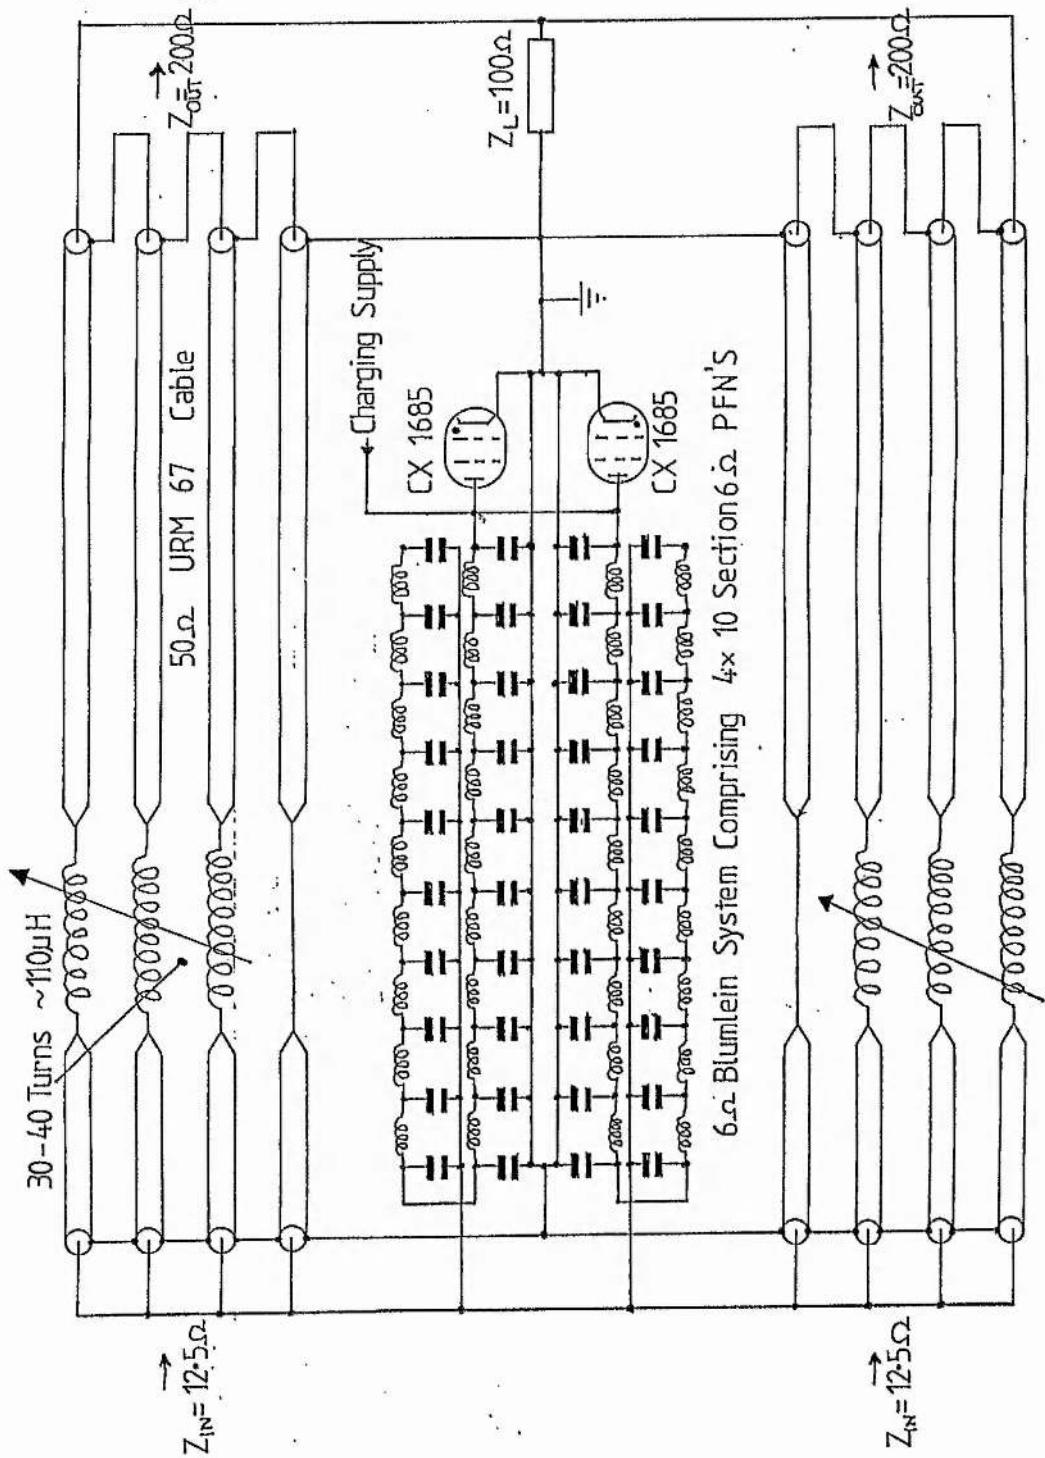 30-40 Turns ~110µH
50Ω URM 67 Cable
Z_IN = 12·5Ω
Z_OUT = 200Ω
Charging Supply
CX 1685
Z_L = 100Ω
CX 1685
6Ω Blumlein System Comprising 4× 10 Section 6Ω PFN'S
Z_IN = 12·5Ω
Z_OUT = 200Ω